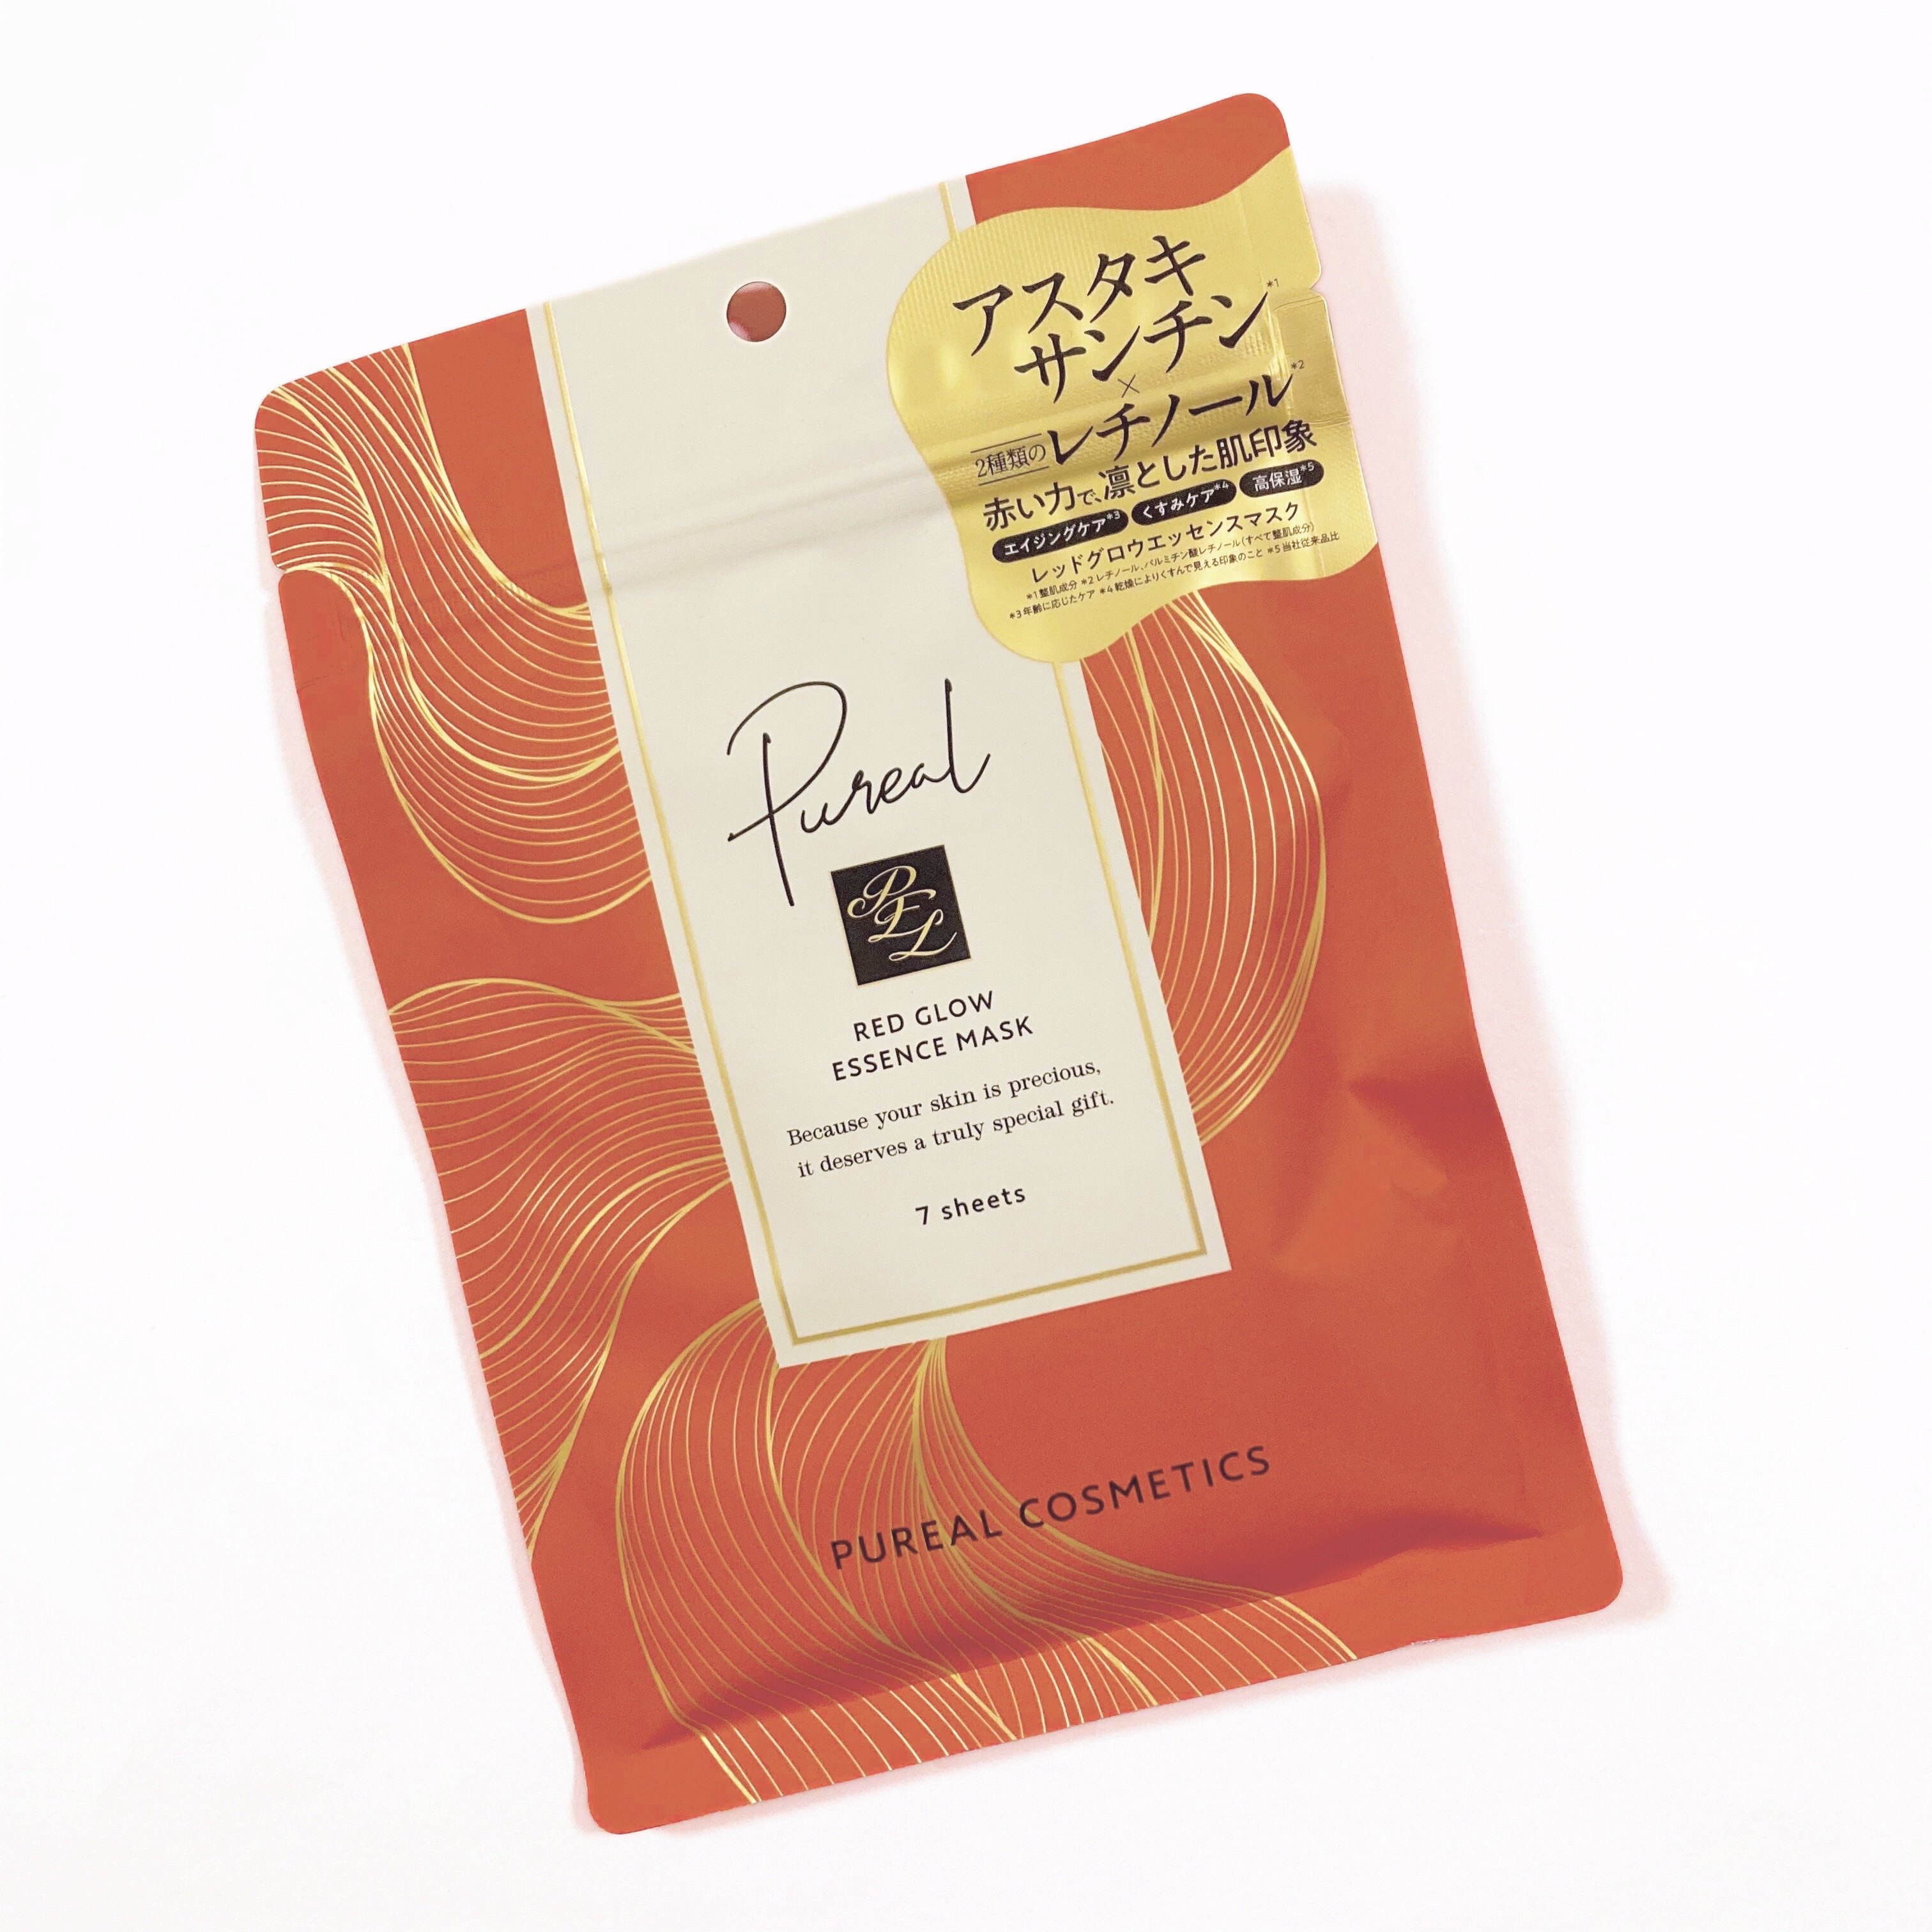 アスタキ
サンチン*1
×
2種類のレチノール*2
赤い力で、凛とした肌印象
エイジングケア*3 くすみケア*4 高保湿*5
レッドグロウエッセンスマスク
*1 整肌成分 *2 レチノール、パルミチン酸レチノール(すべて整肌成分)
*3 年齢に応じたケア *4 乾燥によりくすんで見える印象のこと *5 当社従来品比
Pureal
PEL
RED GLOW
ESSENCE MASK
Because your skin is precious,
it deserves a truly special gift.
7 sheets
PUREAL COSMETICS